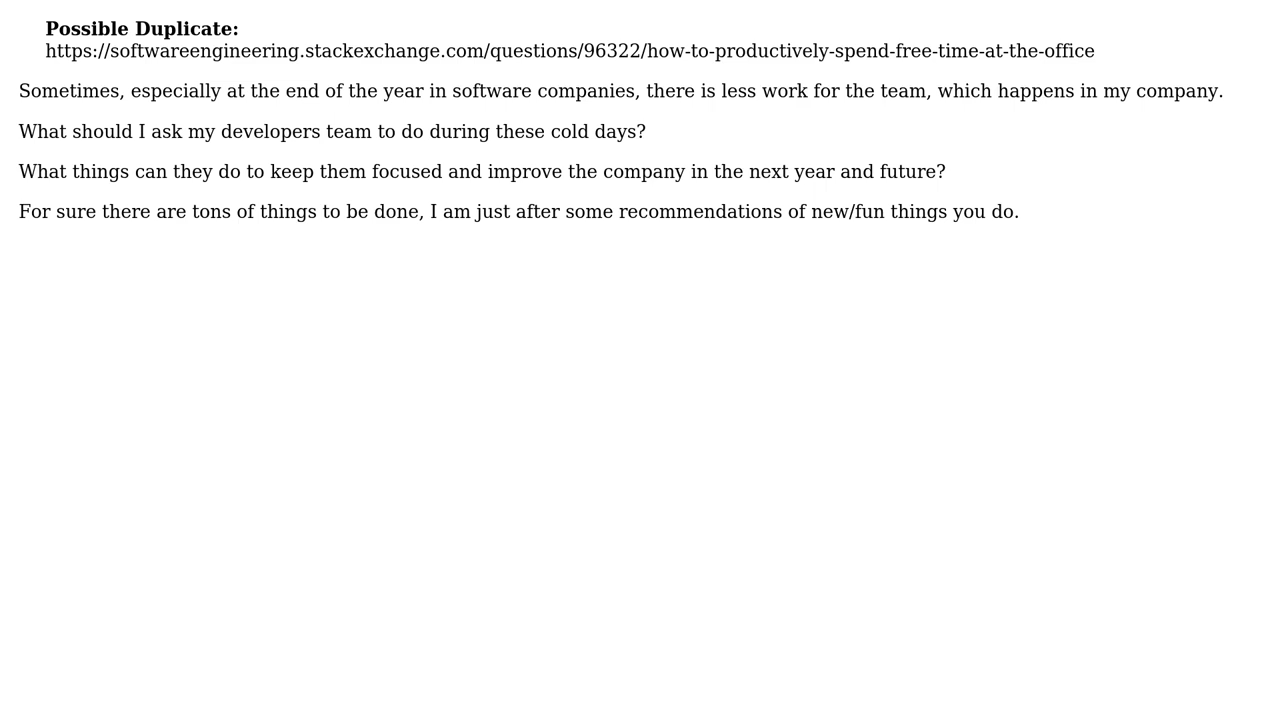 Possible Duplicate:
https://softwareengineering.stackexchange.com/questions/96322/how-to-productively-spend-free-time-at-the-office
Sometimes, especially at the end of the year in software companies, there is less work for the team, which happens in my company.
What should I ask my developers team to do during these cold days?
What things can they do to keep them focused and improve the company in the next year and future?
For sure there are tons of things to be done, I am just after some recommendations of new/fun things you do.